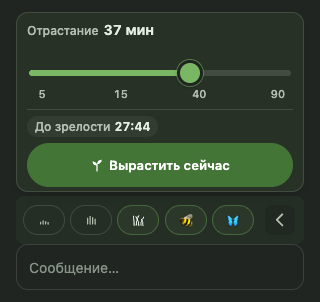 Отрастание 37 мин
5 15 40 90
До зрелости 27:44
Вырастить сейчас
Сообщение...